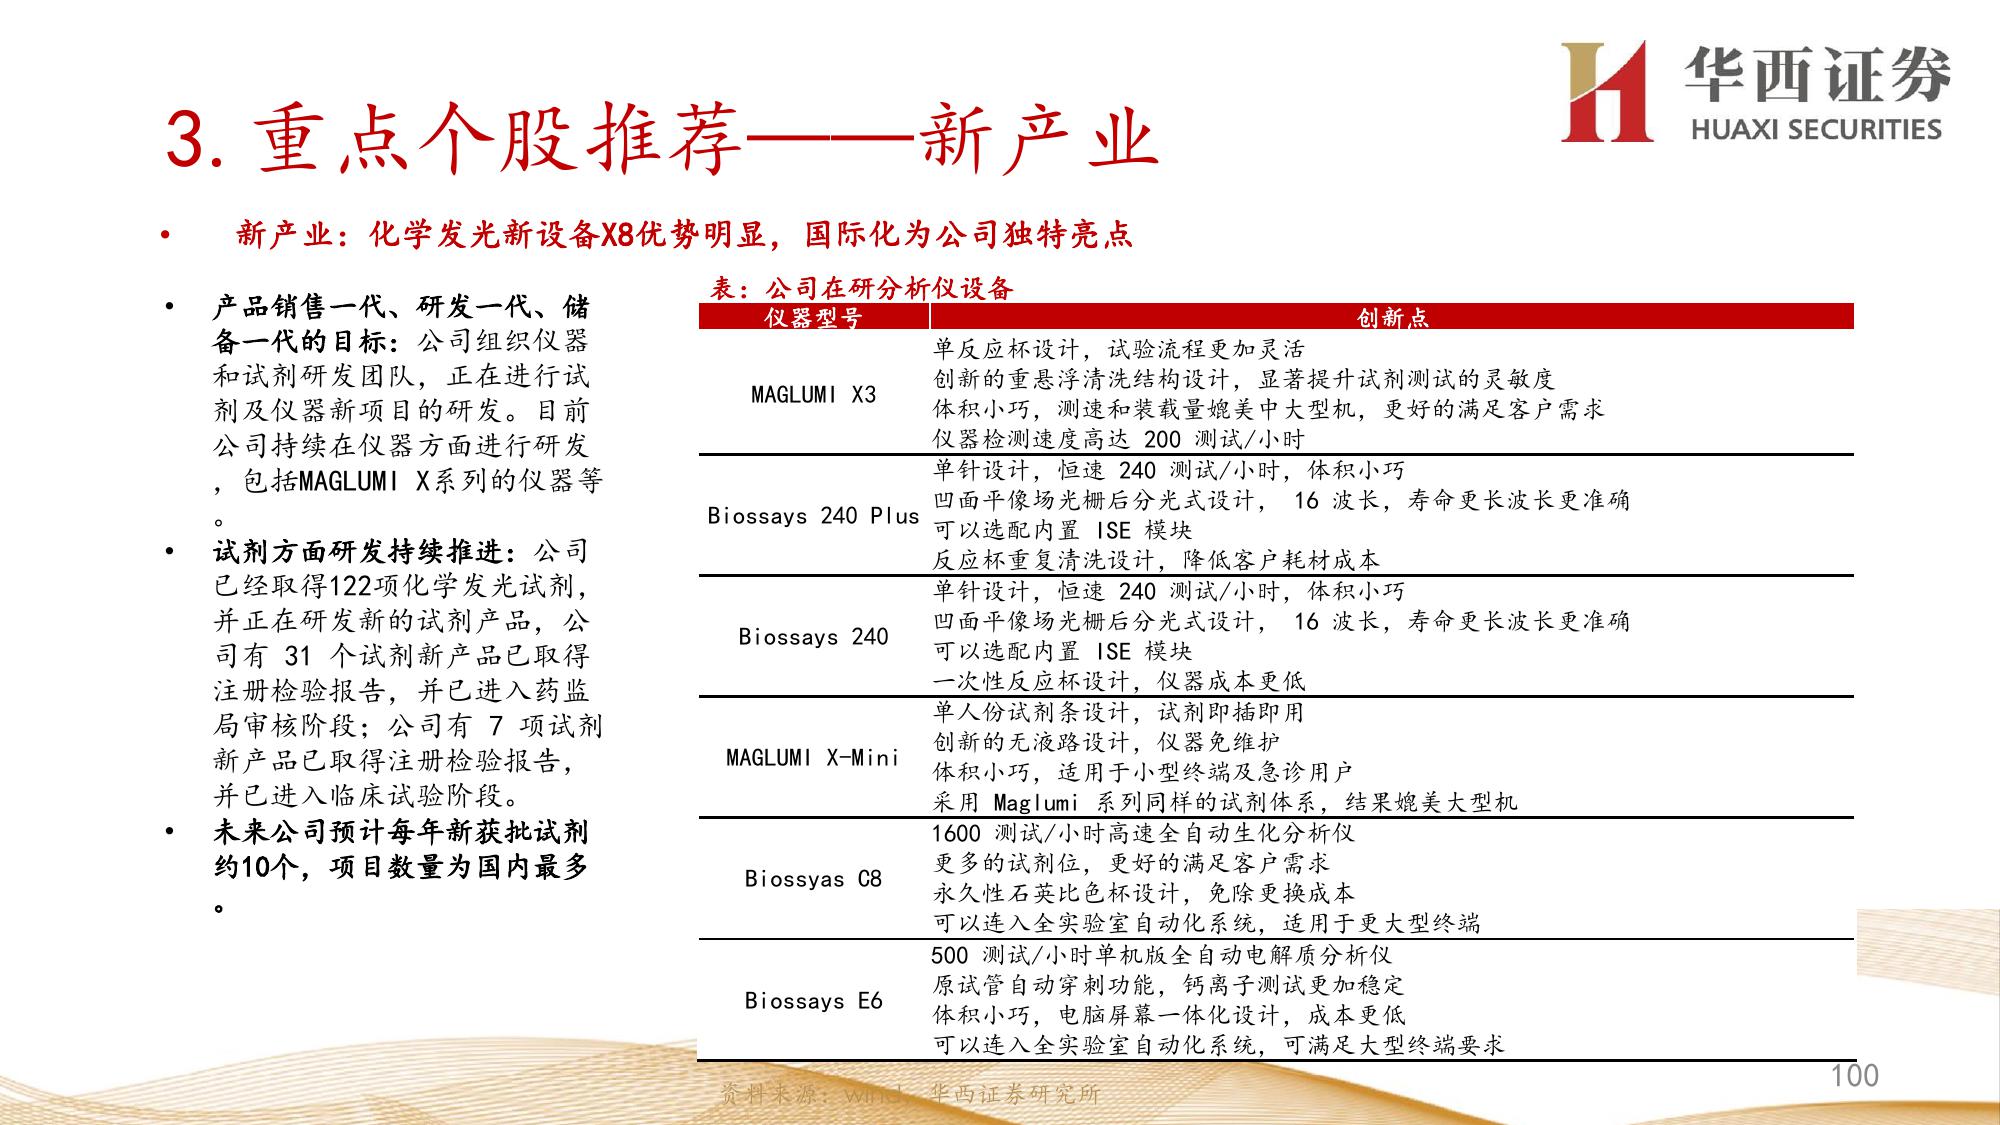 华西证券
HUAXI SECURITIES
3. 重点个股推荐——新产业
• 新产业：化学发光新设备X8优势明显，国际化为公司独特亮点
• 产品销售一代、研发一代、储
备一代的目标：公司组织仪器
和试剂研发团队，正在进行试
剂及仪器新项目的研发。目前
公司持续在仪器方面进行研发
，包括MAGLUMI X系列的仪器等
。
• 试剂方面研发持续推进：公司
已经取得122项化学发光试剂，
并正在研发新的试剂产品，公
司有 31 个试剂新产品已取得
注册检验报告，并已进入药监
局审核阶段；公司有 7 项试剂
新产品已取得注册检验报告，
并已进入临床试验阶段。
• 未来公司预计每年新获批试剂
约10个，项目数量为国内最多
。
表：公司在研分析仪设备
仪器型号 创新点
MAGLUMI X3
单反应杯设计，试验流程更加灵活
创新的重悬浮清洗结构设计，显著提升试剂测试的灵敏度
体积小巧，测速和装载量媲美中大型机，更好的满足客户需求
仪器检测速度高达 200 测试/小时
Biossays 240 Plus
单针设计，恒速 240 测试/小时，体积小巧
凹面平像场光栅后分光式设计， 16 波长，寿命更长波长更准确
可以选配内置 ISE 模块
反应杯重复清洗设计，降低客户耗材成本
Biossays 240
单针设计，恒速 240 测试/小时，体积小巧
凹面平像场光栅后分光式设计， 16 波长，寿命更长波长更准确
可以选配内置 ISE 模块
一次性反应杯设计，仪器成本更低
MAGLUMI X-Mini
单人份试剂条设计，试剂即插即用
创新的无液路设计，仪器免维护
体积小巧，适用于小型终端及急诊用户
采用 Maglumi 系列同样的试剂体系，结果媲美大型机
Biossyas C8
1600 测试/小时高速全自动生化分析仪
更多的试剂位，更好的满足客户需求
永久性石英比色杯设计，免除更换成本
可以连入全实验室自动化系统，适用于更大型终端
Biossays E6
500 测试/小时单机版全自动电解质分析仪
原试管自动穿刺功能，钙离子测试更加稳定
体积小巧，电脑屏幕一体化设计，成本更低
可以连入全实验室自动化系统，可满足大型终端要求
资料来源：wind，华西证券研究所
100